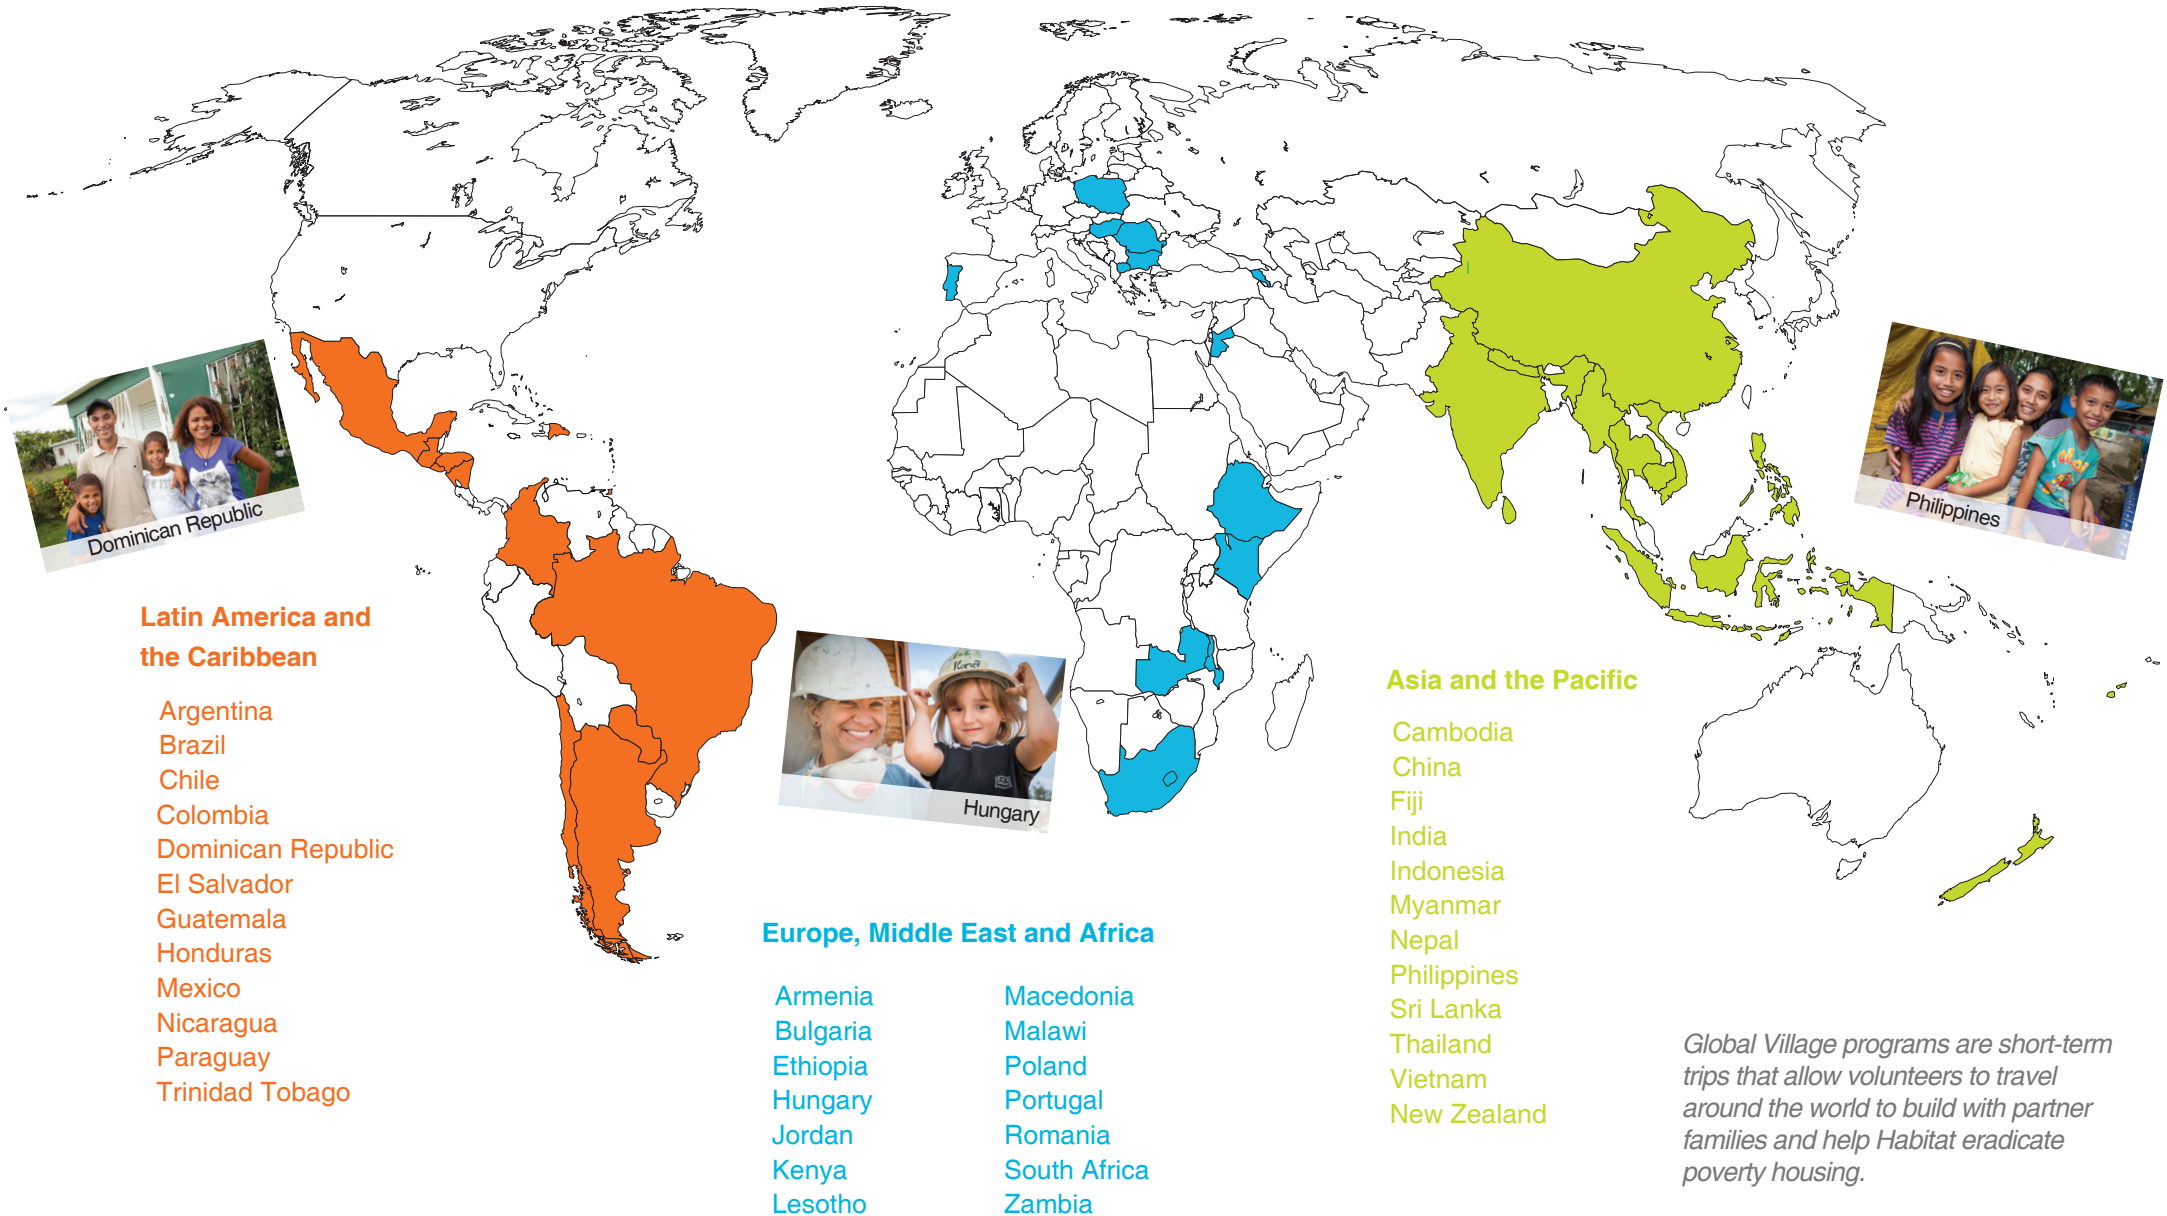 Dominican Republic
Philippines
Kona
Hungary
Latin America and
the Caribbean
Argentina
Brazil
Chile
Colombia
Dominican Republic
El Salvador
Guatemala
Honduras
Mexico
Nicaragua
Paraguay
Trinidad Tobago
Europe, Middle East and Africa
Armenia
Bulgaria
Ethiopia
Hungary
Jordan
Kenya
Lesotho
Macedonia
Malawi
Poland
Portugal
Romania
South Africa
Zambia
Asia and the Pacific
Cambodia
China
Fiji
India
Indonesia
Myanmar
Nepal
Philippines
Sri Lanka
Thailand
Vietnam
New Zealand
Global Village programs are short-term
trips that allow volunteers to travel
around the world to build with partner
families and help Habitat eradicate
poverty housing.